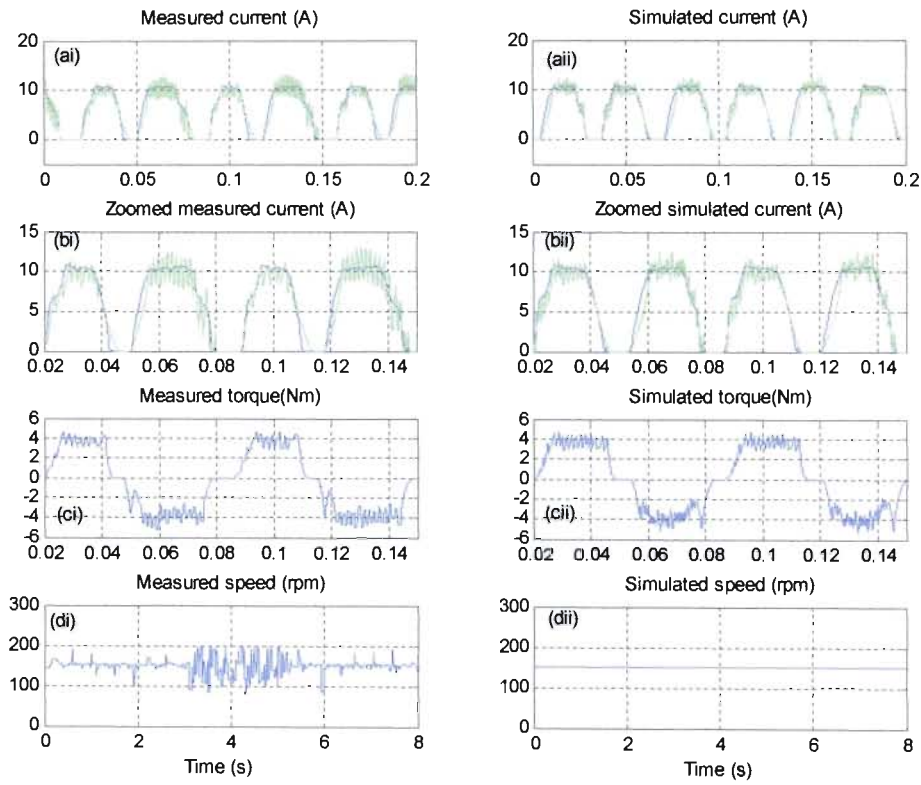 Measured current (A)
Simulated current (A)
20
10
0
(ai)
0 0.05 0.1 0.15 0.2
20
10
0
(aii)
0 0.05 0.1 0.15 0.2
Zoomed measured current (A)
Zoomed simulated current (A)
15
10
5
0
(bi)
0.02 0.04 0.06 0.08 0.1 0.12 0.14
15
10
5
0
(bii)
0.02 0.04 0.06 0.08 0.1 0.12 0.14
Measured torque(Nm)
Simulated torque(Nm)
6
4
2
0
-2
-4
-6
(ci)
0.02 0.04 0.06 0.08 0.1 0.12 0.14
6
4
2
0
-2
-4
-6
(cii)
0.02 0.04 0.06 0.08 0.1 0.12 0.14
Measured speed (rpm)
Simulated speed (rpm)
300
200
100
0
(di)
0 2 4 6 8
Time (s)
300
200
100
0
(dii)
0 2 4 6 8
Time (s)